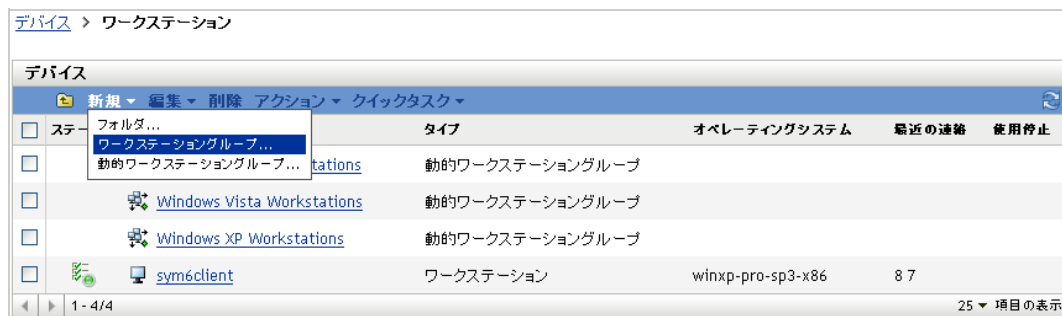 デバイス > ワークステーション
デバイス
新規 編集 削除 アクション クイックタスク
ステー タイプ オペレーティングシステム 最近の連絡 使用停止
フォルダ...
ワークステーショングループ...
動的ワークステーショングループ...
tations 動的ワークステーショングループ
Windows Vista Workstations 動的ワークステーショングループ
Windows XP Workstations 動的ワークステーショングループ
sym6client ワークステーション winxp-pro-sp3-x86 8 7
1 - 4/4 25 項目の表示